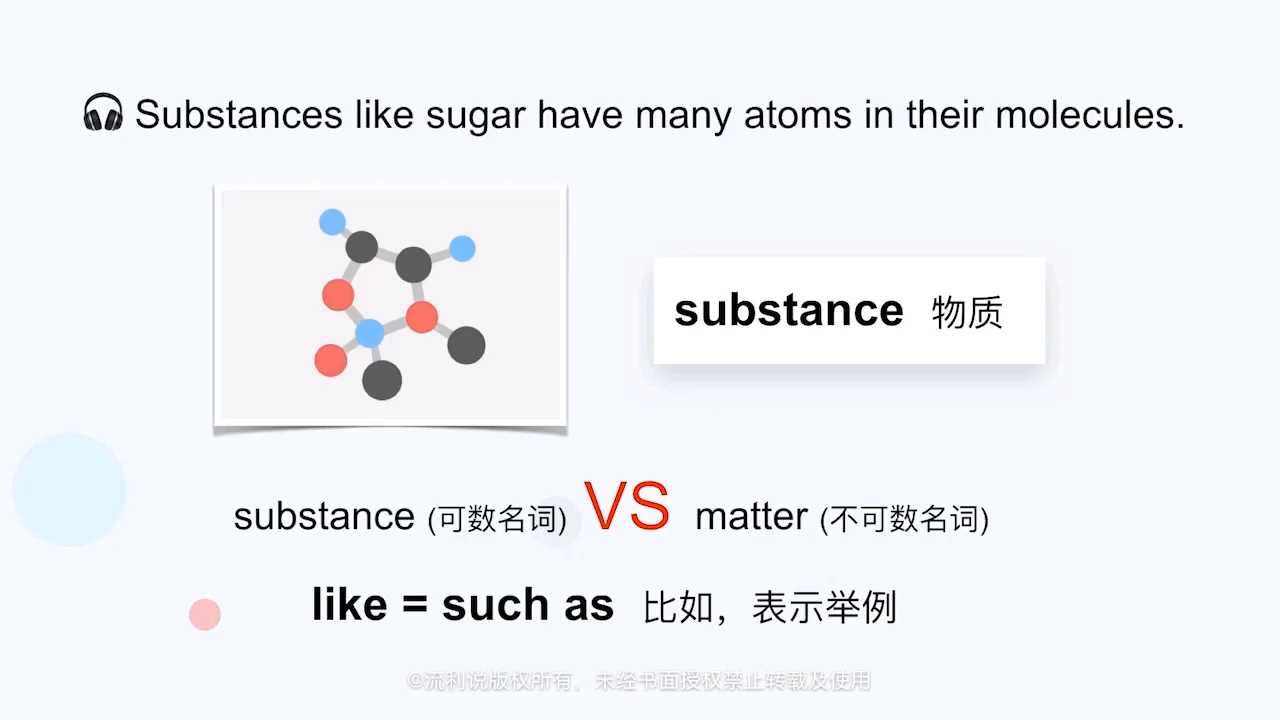 Substances like sugar have many atoms in their molecules.
substance 物质
substance (可数名词) VS matter (不可数名词)
like = such as 比如，表示举例
©流利说版权所有，未经书面授权禁止转载及使用